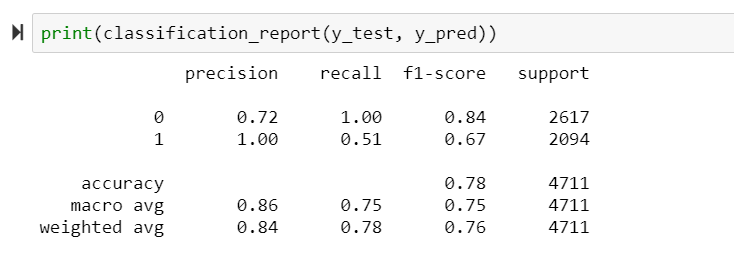 print(classification_report(y_test, y_pred))
precision recall f1-score support
0 0.72 1.00 0.84 2617
1 1.00 0.51 0.67 2094
accuracy 0.78 4711
macro avg 0.86 0.75 0.75 4711
weighted avg 0.84 0.78 0.76 4711